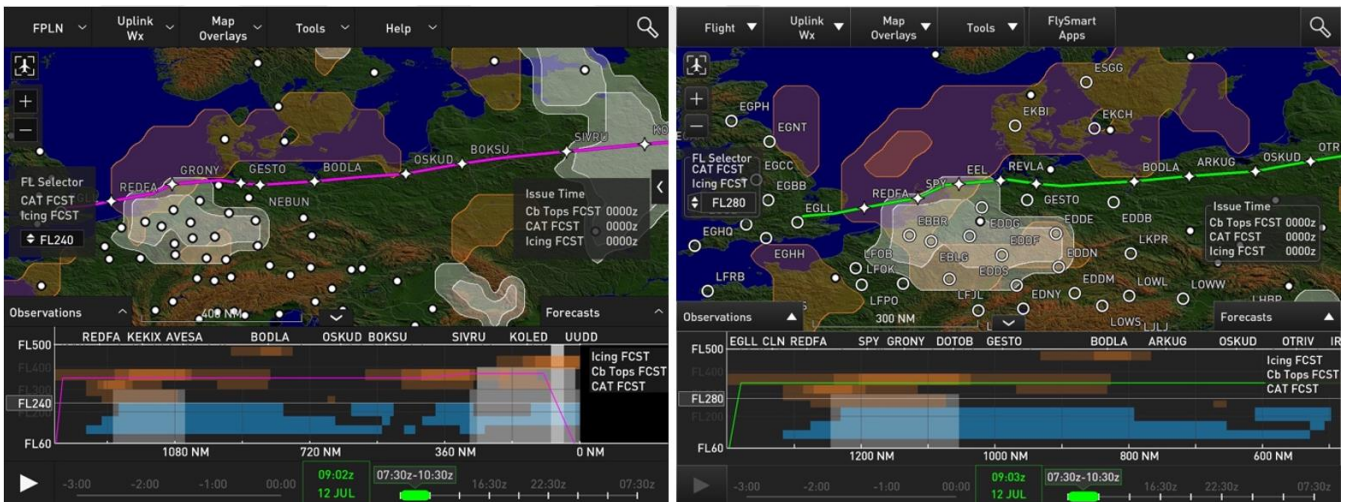 FPLN
Uplink Wx
Map Overlays
Tools
Help
REDFA
GRONY
GESTO
BODLA
OSKUD
BOKSU
SIVRU
NEBUN
FL Selector
CAT FCST
Icing FCST
FL240
Issue Time
Cb Tops FCST 0000z
CAT FCST 0000z
Icing FCST 0000z
400 NM
Observations
Forecasts
REDFA KEKIX AVESA BODLA OSKUD BOKSU SIVRU KOLED UUDD
FL500
FL400
FL300
FL240
FL200
FL60
Icing FCST
Cb Tops FCST
CAT FCST
1080 NM 720 NM 360 NM 0 NM
09:02z
12 JUL
07:30z-10:30z
-3:00 -2:00 -1:00 00:00 16:30z 22:30z 07:30z
Flight
Uplink Wx
Map Overlays
Tools
FlySmart Apps
ESGG
EGPH
EKBI
EKCH
EGNT
EGCC
EGBB
EGLL
EGHQ
EGHH
REDFA
SPY
EEL
REVLA
GESTO
BODLA
ARKUG
OSKUD
OTR
EBBR
EDDG
EDDE
EDDB
EDDF
EBLG
EDDN
EDDS
LKPR
LFOB
LFOK
LFRB
LFPO
LFJL
EDNY
EDDM
LOWL
LOWW
LOWS
LJLJ
LHBP
FL Selector
CAT FCST
Icing FCST
FL280
Issue Time
Cb Tops FCST 0000z
CAT FCST 0000z
Icing FCST 0000z
300 NM
Observations
Forecasts
EGLL CLN REDFA SPY GRONY DOTOB GESTO BODLA ARKUG OSKUD OTRIV IR
FL500
FL400
FL280
FL200
FL60
Icing FCST
Cb Tops FCST
CAT FCST
1200 NM 1000 NM 800 NM 600 NM
09:03z
12 JUL
07:30z-10:30z
-3:00 -2:00 -1:00 00:00 16:30z 22:30z 07:30z